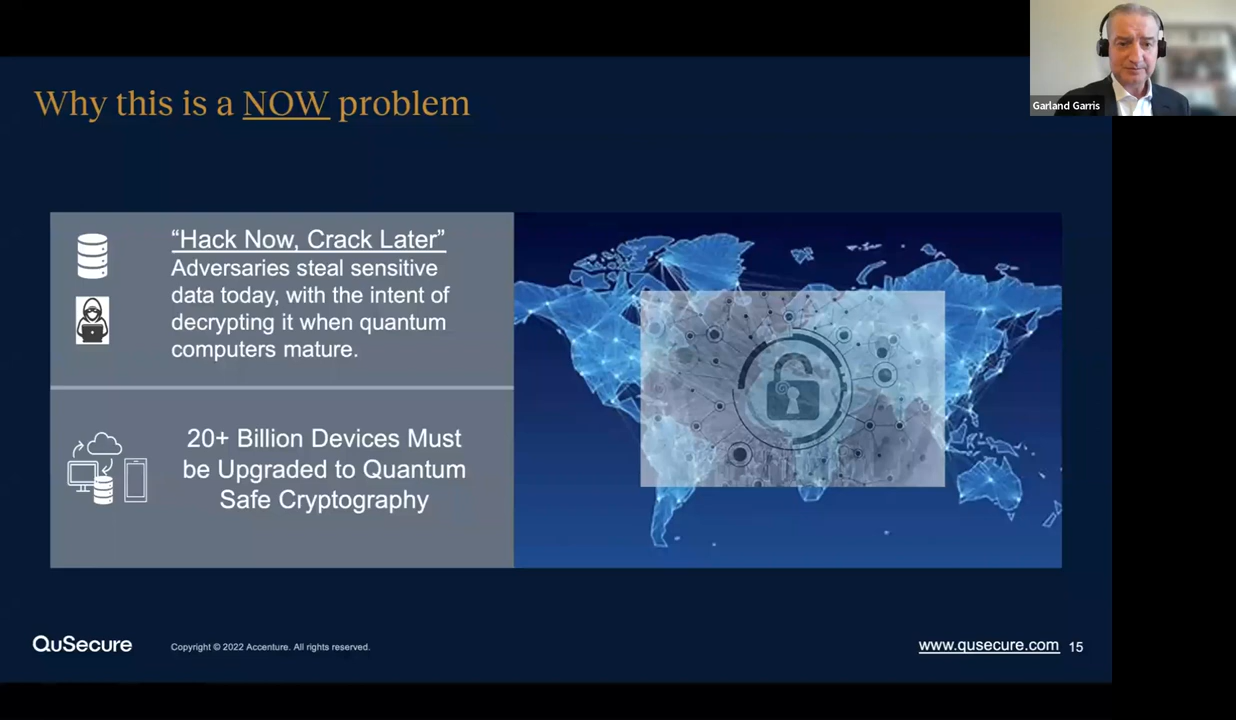 Garland Garris
Why this is a NOW problem
“Hack Now, Crack Later”
Adversaries steal sensitive
data today, with the intent of
decrypting it when quantum
computers mature.
20+ Billion Devices Must
be Upgraded to Quantum
Safe Cryptography
QuSecure
Copyright © 2022 Accenture. All rights reserved.
www.qusecure.com 15